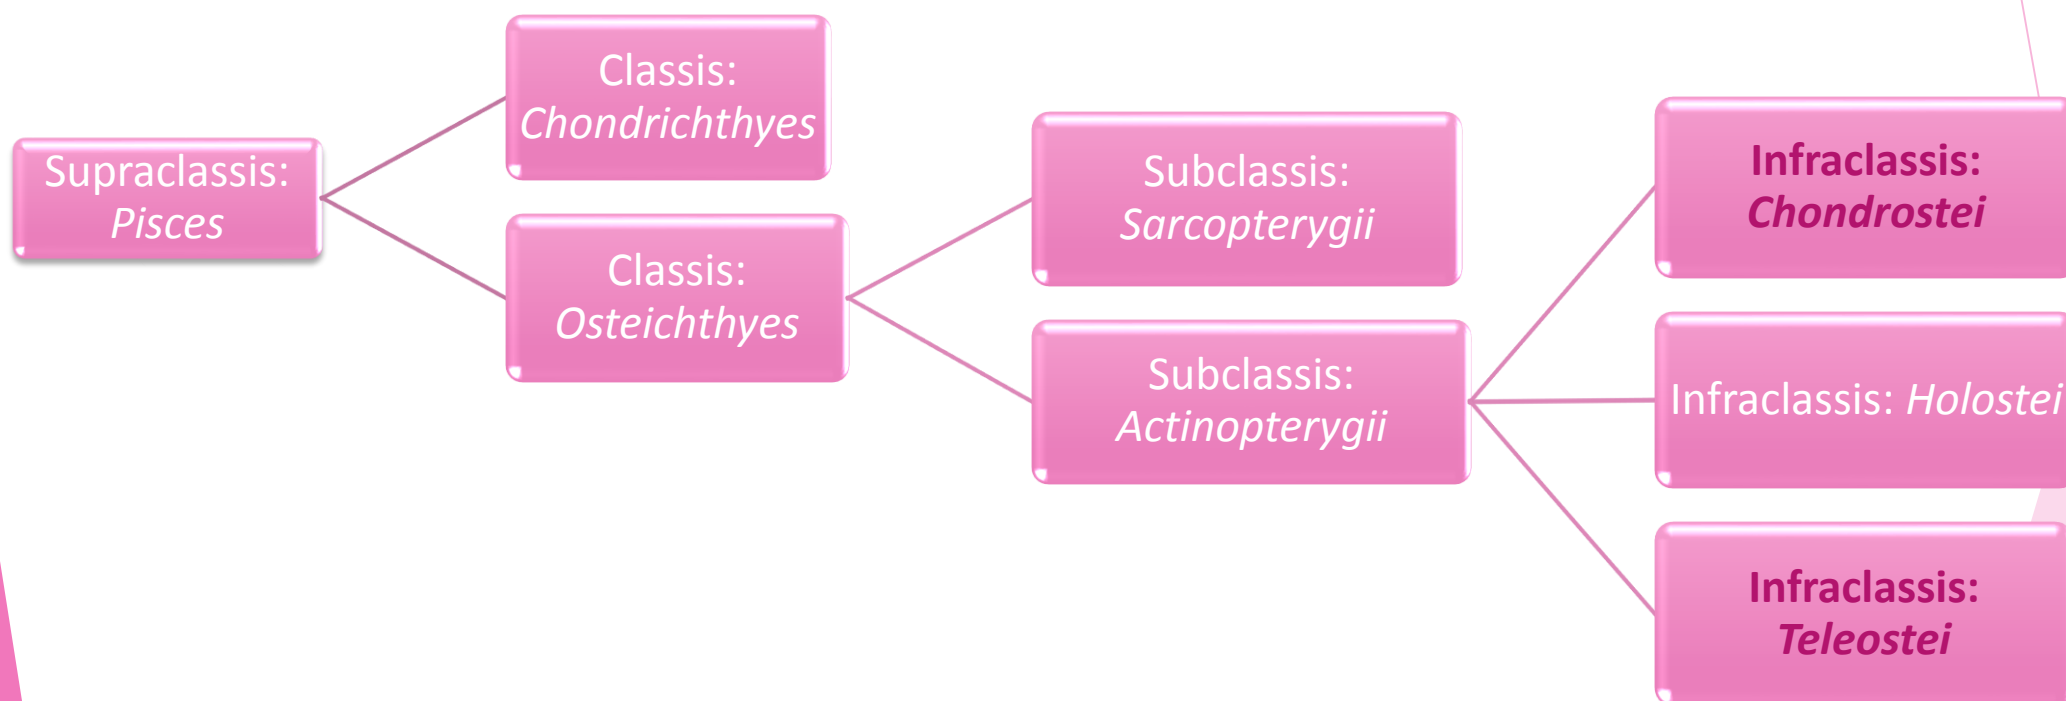 Supraclassis:
Pisces
Classis:
Chondrichthyes
Classis:
Osteichthyes
Subclassis:
Sarcopterygii
Subclassis:
Actinopterygii
Infraclassis:
Chondrostei
Infraclassis: Holostei
Infraclassis:
Teleostei